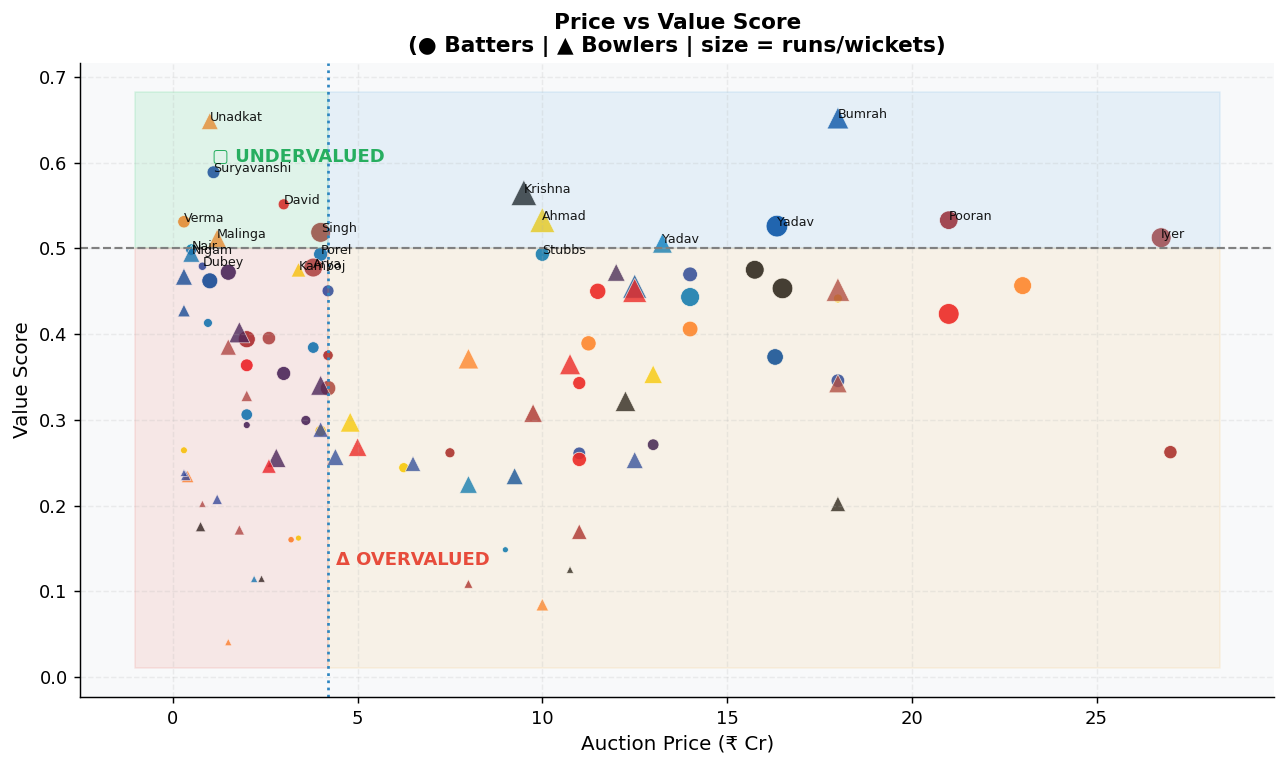 Price vs Value Score
(● Batters | ▲ Bowlers | size = runs/wickets)
0.7
0.6
0.5
0.4
0.3
0.2
0.1
0.0
Value Score
Unadkat
Bumrah
□ UNDERVALUED
Suryavanshi
Krishna
David
Verma
Malinga
Singh
Ahmad
Yadav
Yadav
Pooran
Iyer
Nair
Nigam
Porel
Stubbs
Dubey
Kamboj
Arya
Δ OVERVALUED
0
5
10
15
20
25
Auction Price (₹ Cr)